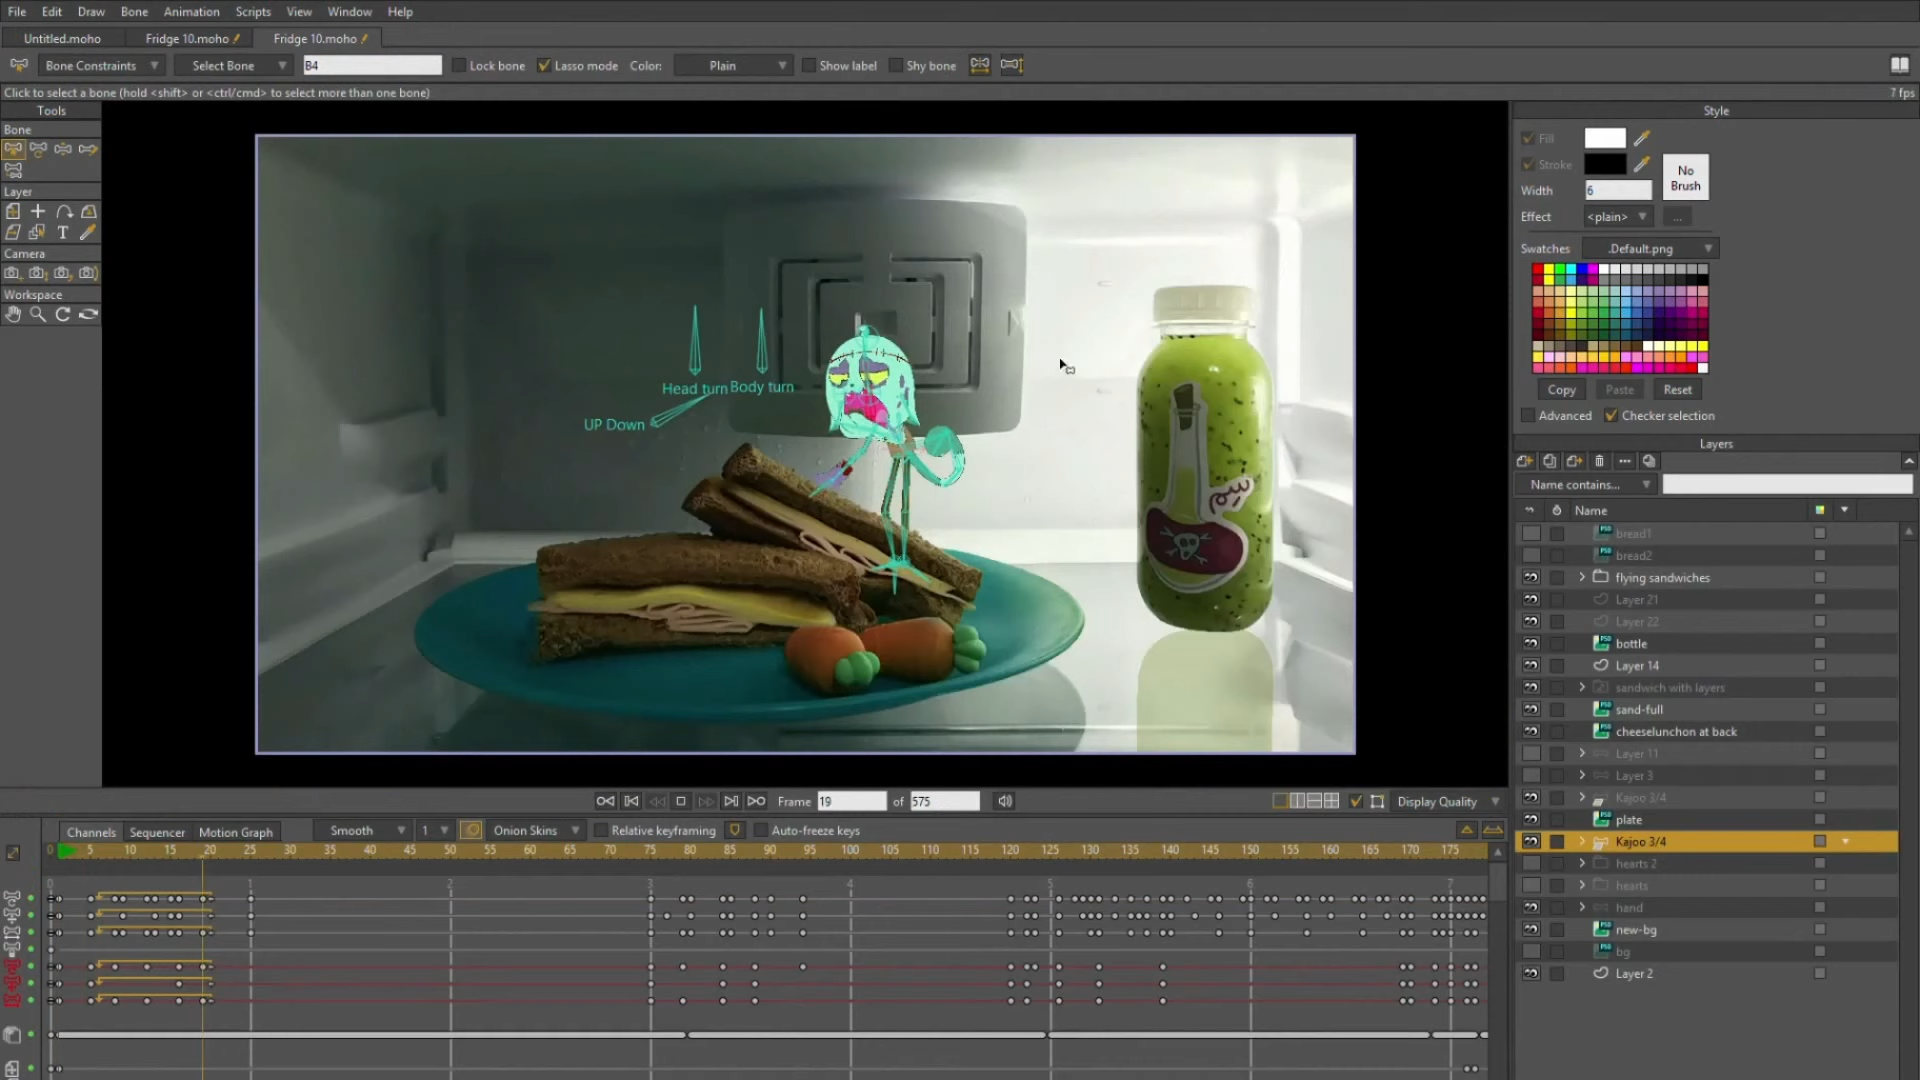 File Edit Draw Bone Animation Scripts View Window Help
Untitled.moho Fridge 10.moho Fridge 10.moho
Bone Constraints Select Bone B4 Lock bone Lasso mode Color: Plain Show label Shy bone
Click to select a bone (hold <shift> or <ctrl/cmd> to select more than one bone) 7 fps
Tools
Bone
Layer
Camera
Workspace
Head turn Body turn
UP Down
Style
Fill
Stroke
No
Brush
Width 6
Effect <plain> ...
Swatches .Default.png
Copy Paste Reset
Advanced Checker selection
Layers
Name contains...
Name
bread1
bread2
flying sandwiches
Layer 21
Layer 22
bottle
Layer 14
sandwich with layers
sand-full
cheeselunchon at back
Layer 11
Layer 3
Kajoo 3/4
plate
Kajoo 3/4
hearts 2
hearts
hand
new-bg
bg
Layer 2
Frame 19 of 575 Display Quality
Channels Sequencer Motion Graph Smooth 1 Onion Skins Relative keyframing Auto-freeze keys
0 5 10 15 20 25 30 35 40 45 50 55 60 65 70 75 80 85 90 95 100 105 110 115 120 125 130 135 140 145 150 155 160 165 170 175
0 1 2 3 4 5 6 7